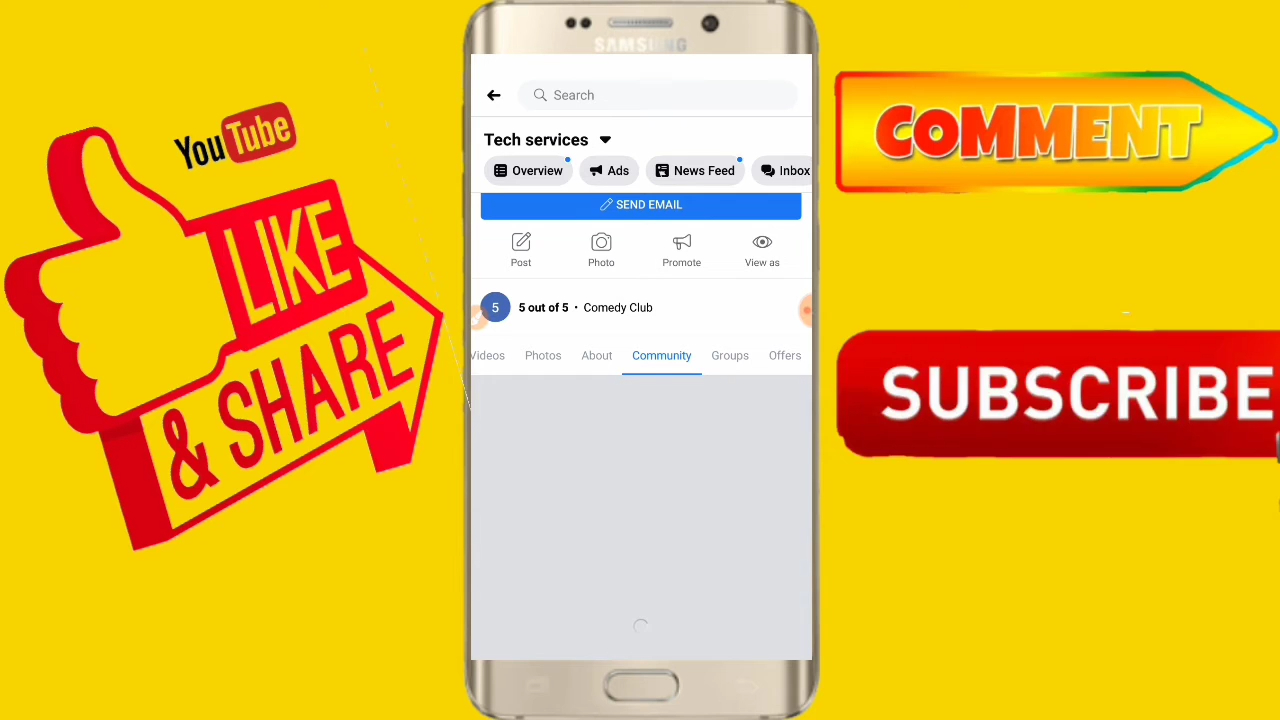 YouTube
LIKE
& SHARE
SAMSUNG
Search
Tech services
Overview
Ads
News Feed
Inbox
SEND EMAIL
Post
Photo
Promote
View as
5
5 out of 5 · Comedy Club
Videos
Photos
About
Community
Groups
Offers
COMMENT
SUBSCRIBE